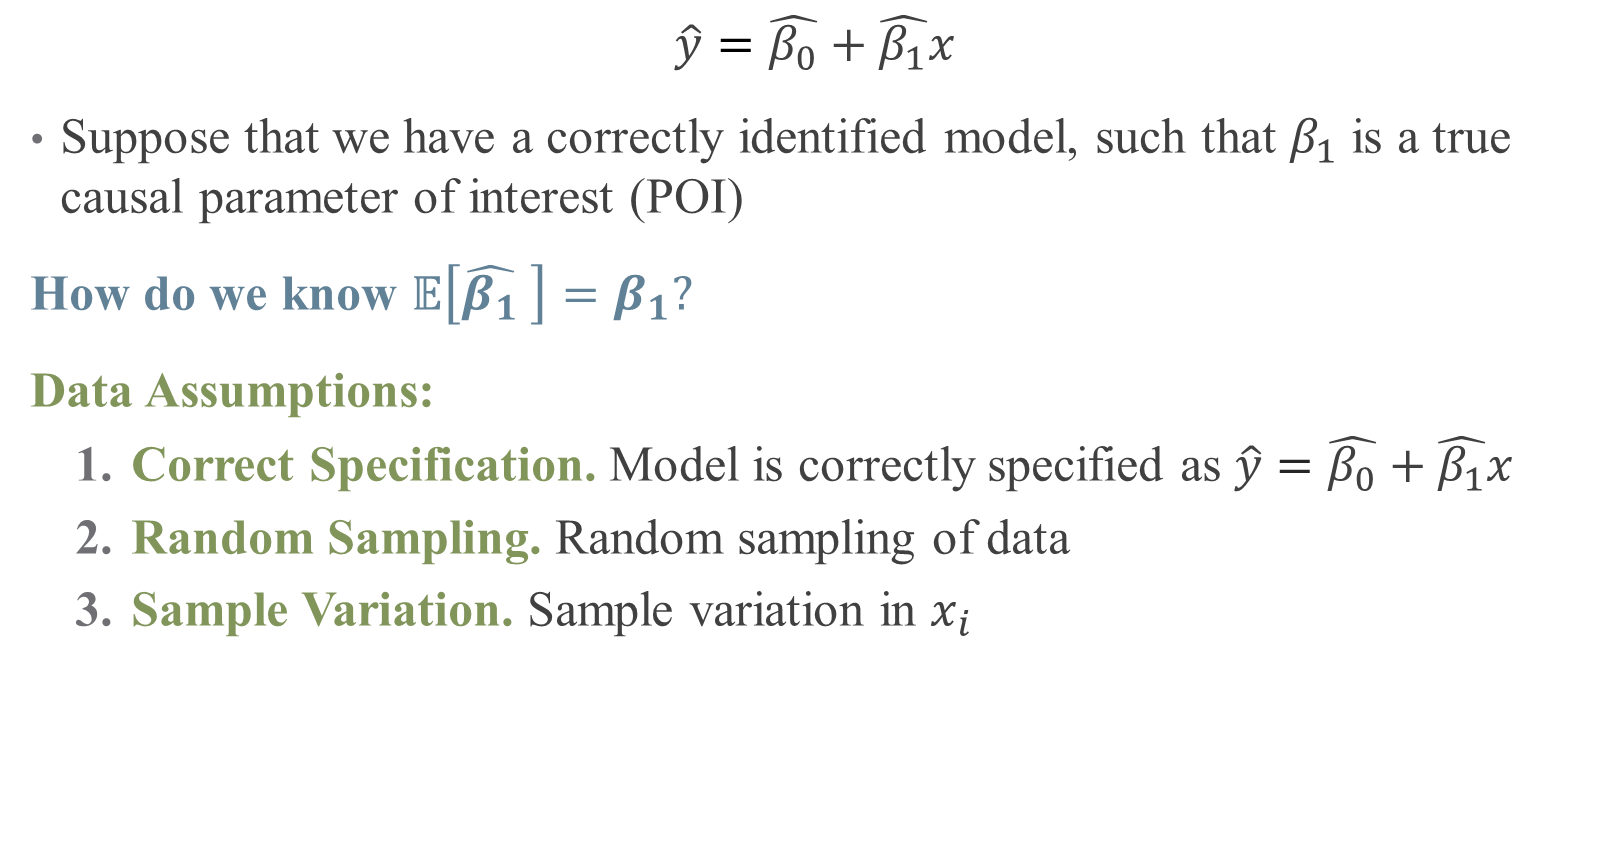 ŷ = β̂₀ + β̂₁x
• Suppose that we have a correctly identified model, such that β₁ is a true
causal parameter of interest (POI)
How do we know 𝔼[β̂₁ ] = β₁?
Data Assumptions:
1. Correct Specification. Model is correctly specified as ŷ = β̂₀ + β̂₁x
2. Random Sampling. Random sampling of data
3. Sample Variation. Sample variation in xᵢ